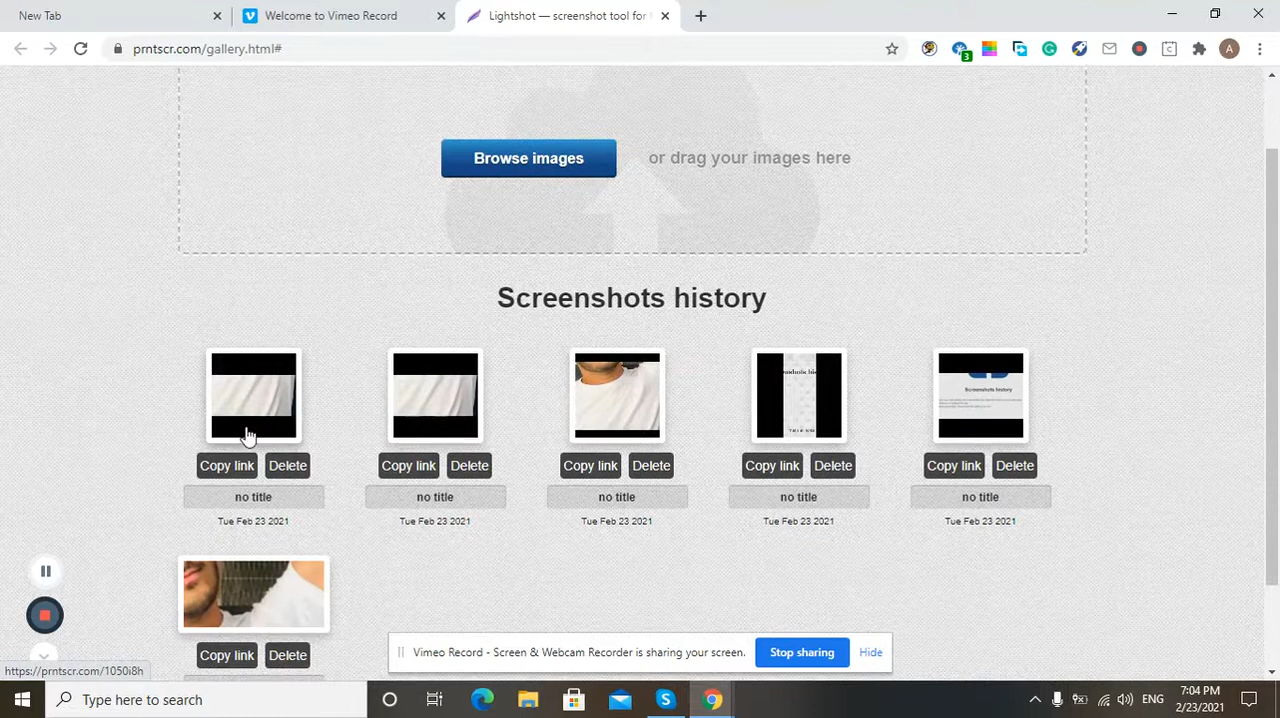 New Tab
Welcome to Vimeo Record
Lightshot — screenshot tool for
prntscr.com/gallery.html#
3
A
Browse images
or drag your images here
Screenshots history
Screenshots history
Copy link Delete Copy link Delete Copy link Delete Copy link Delete Copy link Delete
no title no title no title no title no title
Tue Feb 23 2021 Tue Feb 23 2021 Tue Feb 23 2021 Tue Feb 23 2021 Tue Feb 23 2021
Vimeo Record - Screen & Webcam Recorder is sharing your screen. Stop sharing Hide
Copy link Delete
https://prntscr.com/1050i8h
Type here to search
ENG
7:04 PM
2/23/2021